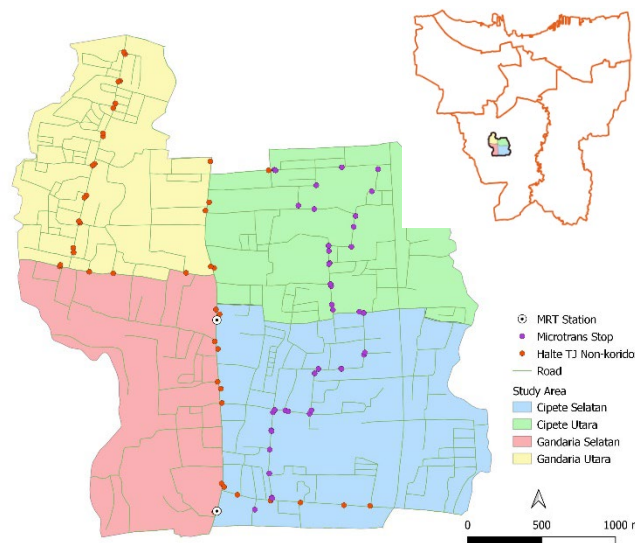 MRT Station
Microtrans Stop
Halte TJ Non-korido
Road
Study Area
Cipete Selatan
Cipete Utara
Gandaria Selatan
Gandaria Utara
0 500 1000 r